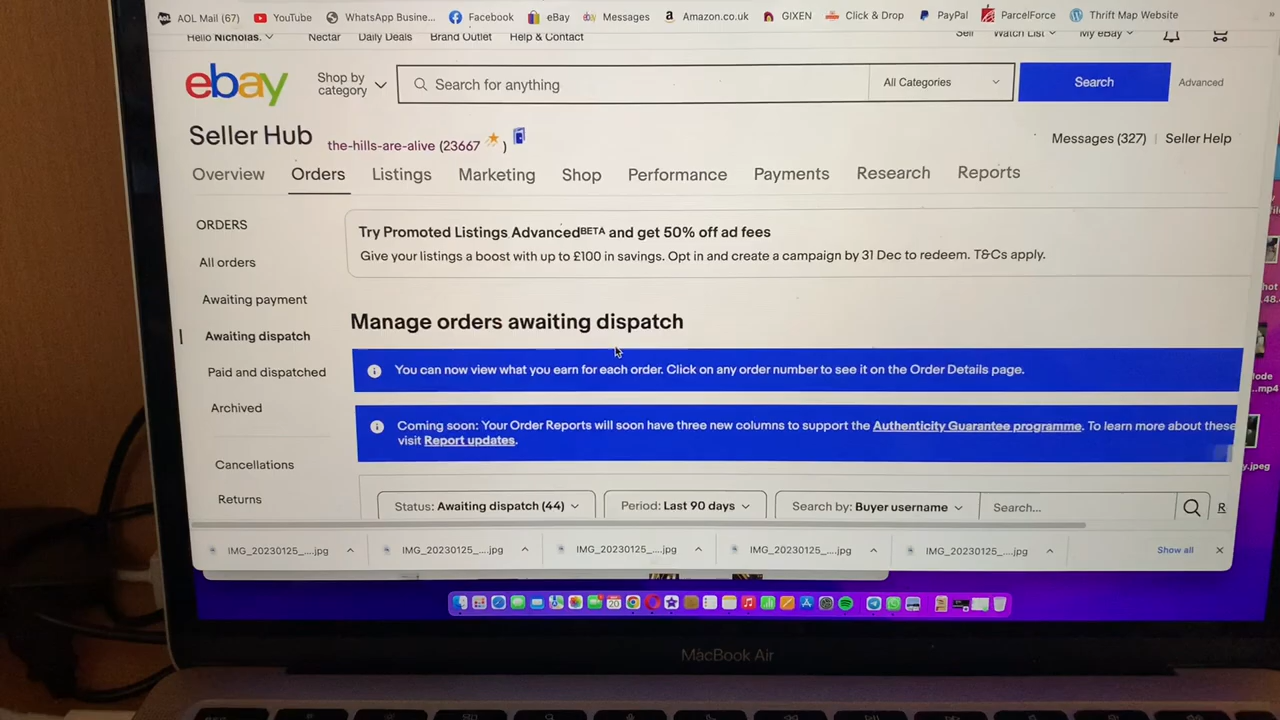 AOL Mail (67) YouTube WhatsApp Busine... Facebook eBay Messages Amazon.co.uk GIXEN Click & Drop PayPal ParcelForce Thrift Map Website »
Hello Nicholas. Nectar Daily Deals Brand Outlet Help & Contact Sell Watch List My eBay
ebay Shop by category Search for anything All Categories Search Advanced
Seller Hub the-hills-are-alive (23667 ) Messages (327) | Seller Help
Overview Orders Listings Marketing Shop Performance Payments Research Reports
ORDERS
All orders
Awaiting payment
Awaiting dispatch
Paid and dispatched
Archived
Cancellations
Returns
Try Promoted Listings Advancedᴮᴱᵀᴬ and get 50% off ad fees
Give your listings a boost with up to £100 in savings. Opt in and create a campaign by 31 Dec to redeem. T&Cs apply.
Manage orders awaiting dispatch
You can now view what you earn for each order. Click on any order number to see it on the Order Details page.
Coming soon: Your Order Reports will soon have three new columns to support the Authenticity Guarantee programme. To learn more about these
visit Report updates.
Status: Awaiting dispatch (44) Period: Last 90 days Search by: Buyer username Search... R
IMG_20230125_....jpg IMG_20230125_....jpg IMG_20230125_....jpg IMG_20230125_....jpg IMG_20230125_....jpg Show all
20
MacBook Air
...mp4